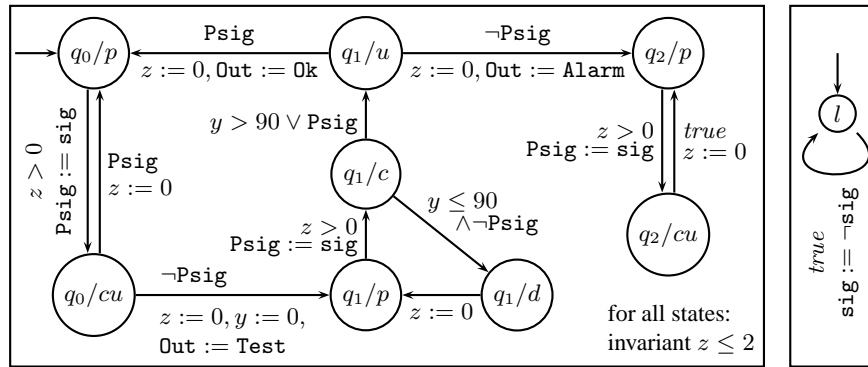 q₀/p
Psig
z := 0, Out := Ok
q₁/u
¬Psig
z := 0, Out := Alarm
q₂/p
z > 0
Psig := sig
Psig
z := 0
y > 90 ∨ Psig
q₁/c
z > 0
Psig := sig
y ≤ 90
∧¬Psig
z > 0
Psig := sig
true
z := 0
q₂/cu
q₀/cu
¬Psig
z := 0, y := 0,
Out := Test
q₁/p
z := 0
q₁/d
for all states:
invariant z ≤ 2
l
true
sig := ¬sig